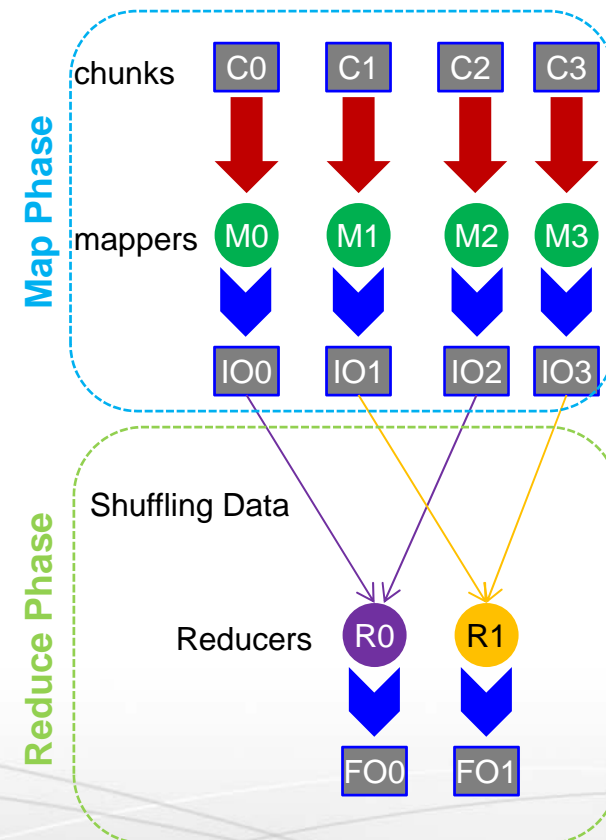 chunks
C0
C1
C2
C3
Map Phase
mappers
M0
M1
M2
M3
IO0
IO1
IO2
IO3
Shuffling Data
Reduce Phase
Reducers
R0
R1
FO0
FO1